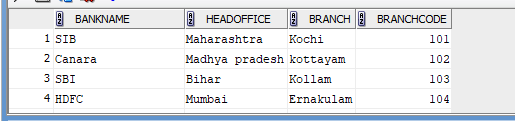 BANKNAME HEADOFFICE BRANCH BRANCHCODE
1 SIB Maharashtra Kochi 101
2 Canara Madhya pradesh kottayam 102
3 SBI Bihar Kollam 103
4 HDFC Mumbai Ernakulam 104